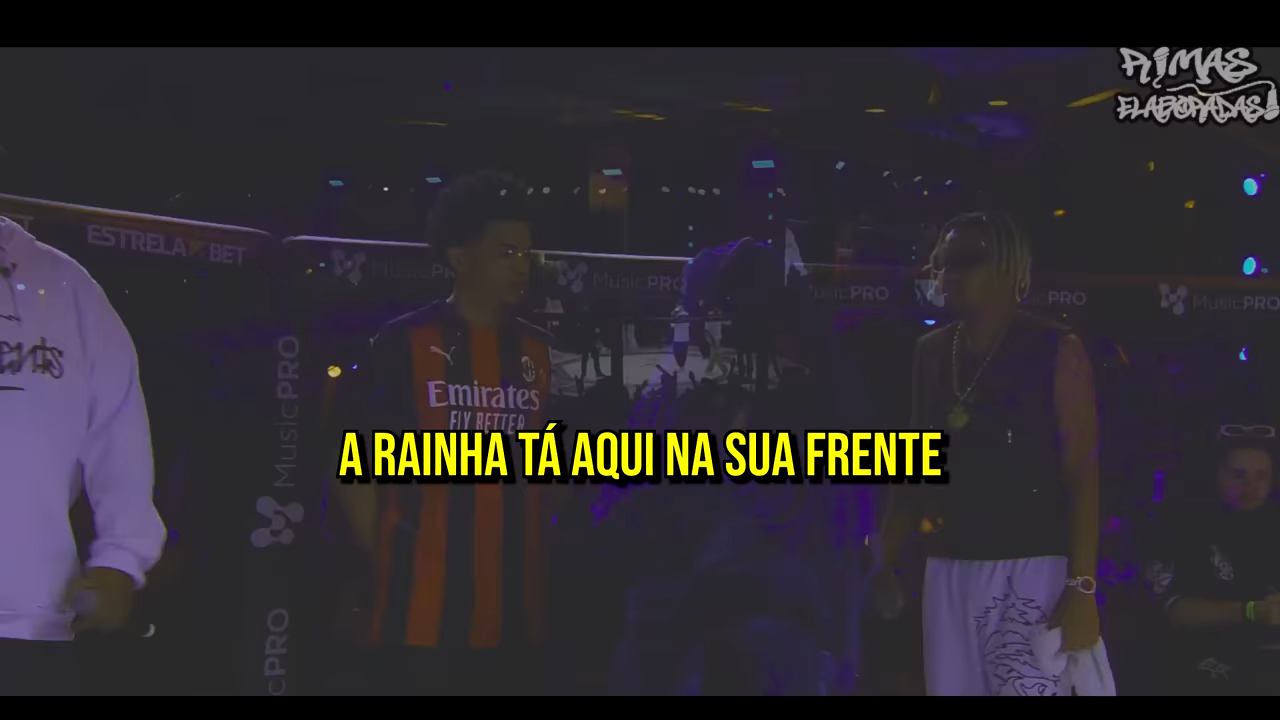 RIMAS
ELABORADAS!
ESTRELA BET
MusicPRO
MusicPRO
MusicPRO
MusicPRO
MusicPRO
Emirates
FLY BETTER
A RAINHA TÁ AQUI NA SUA FRENTE